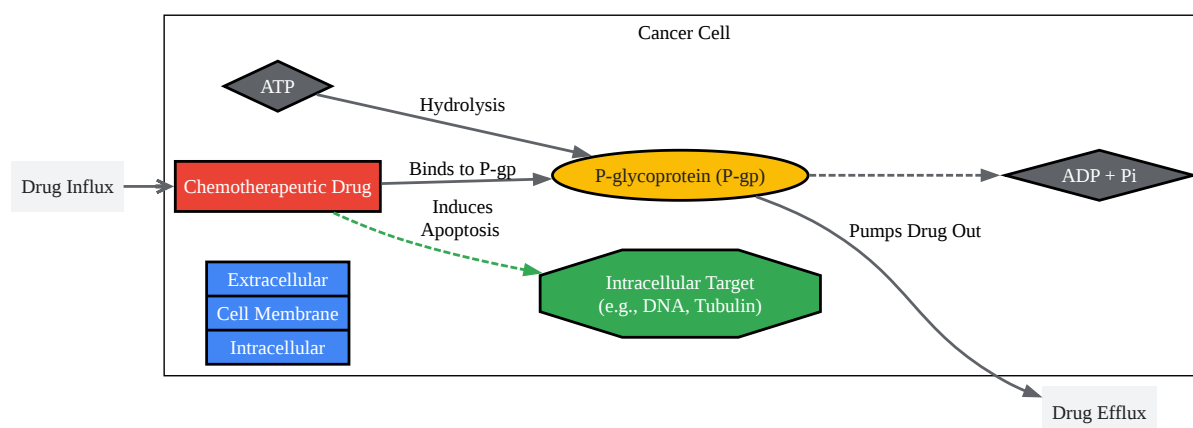 Cancer Cell
ATP
Hydrolysis
Drug Influx
Chemotherapeutic Drug
Binds to P-gp
P-glycoprotein (P-gp)
ADP + Pi
Induces
Apoptosis
Pumps Drug Out
Extracellular
Cell Membrane
Intracellular
Intracellular Target
(e.g., DNA, Tubulin)
Drug Efflux